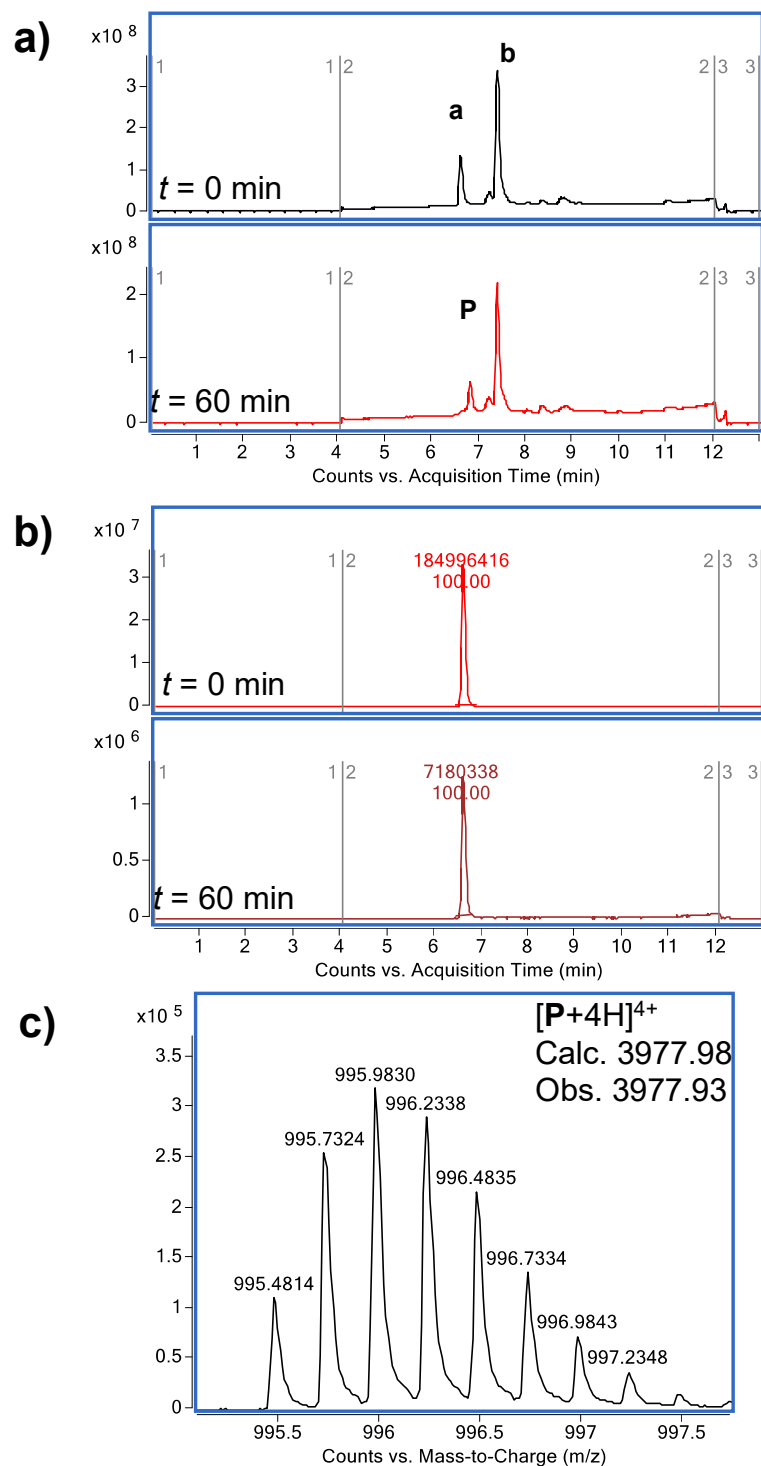 a)
x10 8
b
1 1 2 2 3 3
a
3
2
1
0
t = 0 min
x10 8
1 1 2 2 3 3
P
2
1
0
t = 60 min
1 2 3 4 5 6 7 8 9 10 11 12
Counts vs. Acquisition Time (min)
b)
x10 7
184996416
100.00
1 1 2 2 3 3
3
2
1
0
t = 0 min
x10 6
7180338
100.00
1 1 2 2 3 3
1
0.5
0
t = 60 min
1 2 3 4 5 6 7 8 9 10 11 12
Counts vs. Acquisition Time (min)
c)
x10 5
[P+4H]4+
Calc. 3977.98
Obs. 3977.93
3.5
3
2.5
2
1.5
1
0.5
0
995.4814
995.7324
995.9830
996.2338
996.4835
996.7334
996.9843
997.2348
995.5 996 996.5 997 997.5
Counts vs. Mass-to-Charge (m/z)